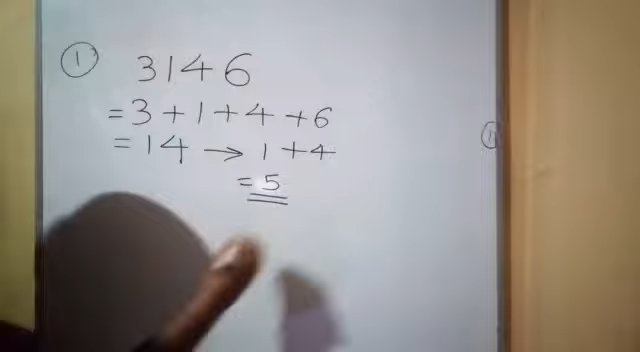 ① 3146
= 3 + 1 + 4 + 6
= 14 → 1 + 4
= 5